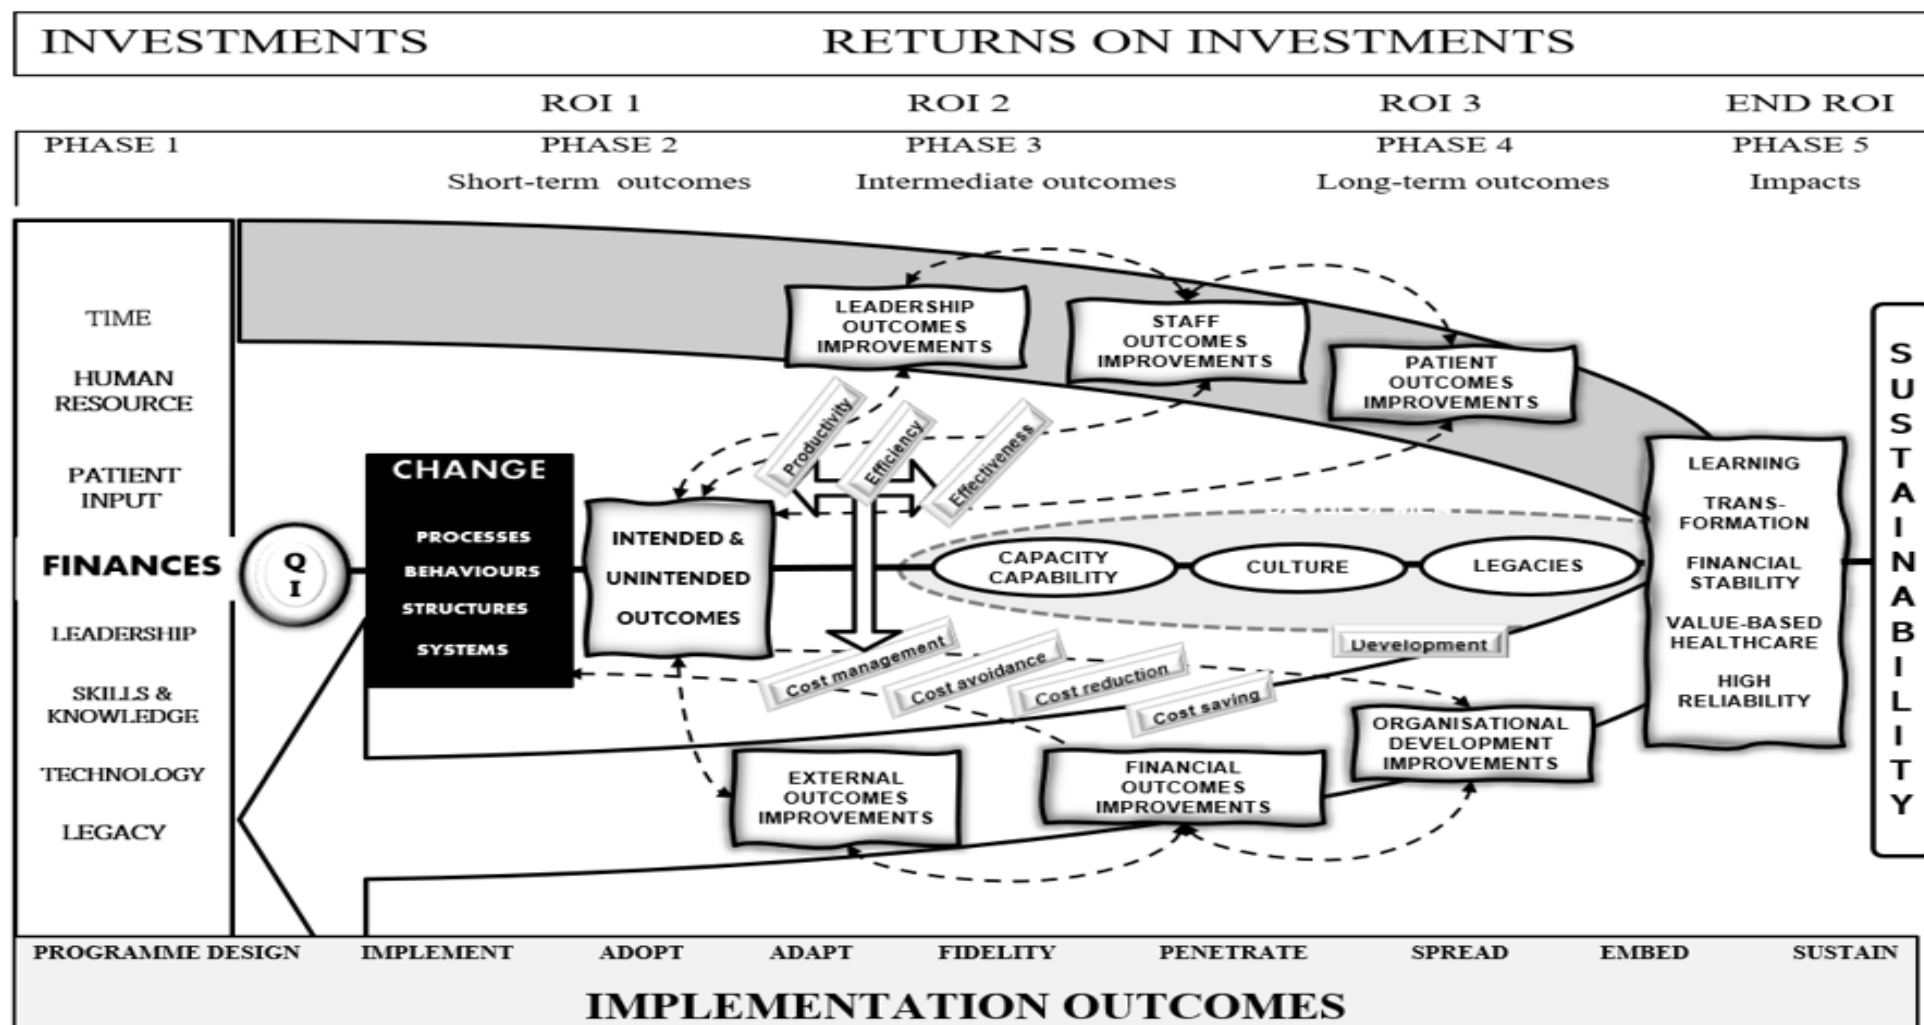 INVESTMENTS RETURNS ON INVESTMENTS
ROI 1 ROI 2 ROI 3 END ROI
PHASE 1 PHASE 2 PHASE 3 PHASE 4 PHASE 5
Short-term outcomes Intermediate outcomes Long-term outcomes Impacts
TIME
HUMAN
RESOURCE
PATIENT
INPUT
FINANCES
LEADERSHIP
SKILLS &
KNOWLEDGE
TECHNOLOGY
LEGACY
Q
I
CHANGE
PROCESSES
BEHAVIOURS
STRUCTURES
SYSTEMS
INTENDED &
UNINTENDED
OUTCOMES
LEADERSHIP
OUTCOMES
IMPROVEMENTS
STAFF
OUTCOMES
IMPROVEMENTS
PATIENT
OUTCOMES
IMPROVEMENTS
Productivity
Efficiency
Effectiveness
CAPACITY
CAPABILITY
CULTURE
LEGACIES
Development
Cost management
Cost avoidance
Cost reduction
Cost saving
EXTERNAL
OUTCOMES
IMPROVEMENTS
FINANCIAL
OUTCOMES
IMPROVEMENTS
ORGANISATIONAL
DEVELOPMENT
IMPROVEMENTS
LEARNING
TRANS-
FORMATION
FINANCIAL
STABILITY
VALUE-BASED
HEALTHCARE
HIGH
RELIABILITY
SUSTAINABILITY
PROGRAMME DESIGN IMPLEMENT ADOPT ADAPT FIDELITY PENETRATE SPREAD EMBED SUSTAIN
IMPLEMENTATION OUTCOMES